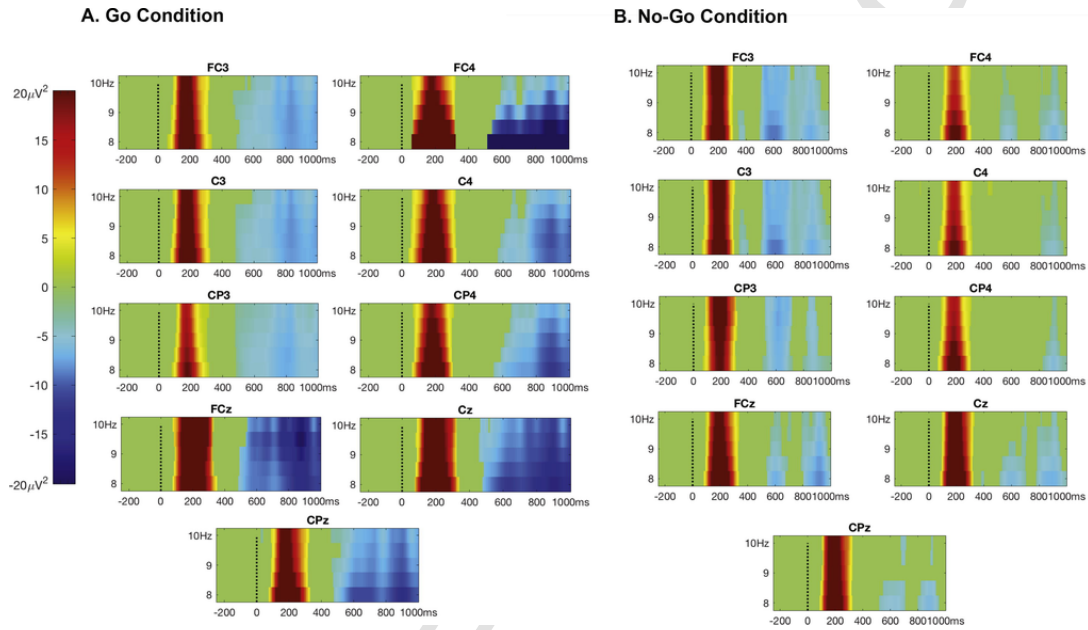 A. Go Condition
B. No-Go Condition
20μV²
15
10
5
0
-5
-10
-15
-20μV²
FC3
10Hz
9
8
-200 0 200 400 600 800 1000ms
FC4
10Hz
9
8
-200 0 200 400 600 800 1000ms
C3
10Hz
9
8
-200 0 200 400 600 800 1000ms
C4
10Hz
9
8
-200 0 200 400 600 800 1000ms
CP3
10Hz
9
8
-200 0 200 400 600 800 1000ms
CP4
10Hz
9
8
-200 0 200 400 600 800 1000ms
FCz
10Hz
9
8
-200 0 200 400 600 800 1000ms
Cz
10Hz
9
8
-200 0 200 400 600 800 1000ms
CPz
10Hz
9
8
-200 0 200 400 600 800 1000ms
FC3
10Hz
9
8
-200 0 200 400 600 8001000ms
FC4
10Hz
9
8
-200 0 200 400 600 8001000ms
C3
10Hz
9
8
-200 0 200 400 600 8001000ms
C4
10Hz
9
8
-200 0 200 400 600 8001000ms
CP3
10Hz
9
8
-200 0 200 400 600 8001000ms
CP4
10Hz
9
8
-200 0 200 400 600 8001000ms
FCz
10Hz
9
8
-200 0 200 400 600 8001000ms
Cz
10Hz
9
8
-200 0 200 400 600 8001000ms
CPz
10Hz
9
8
-200 0 200 400 600 8001000ms